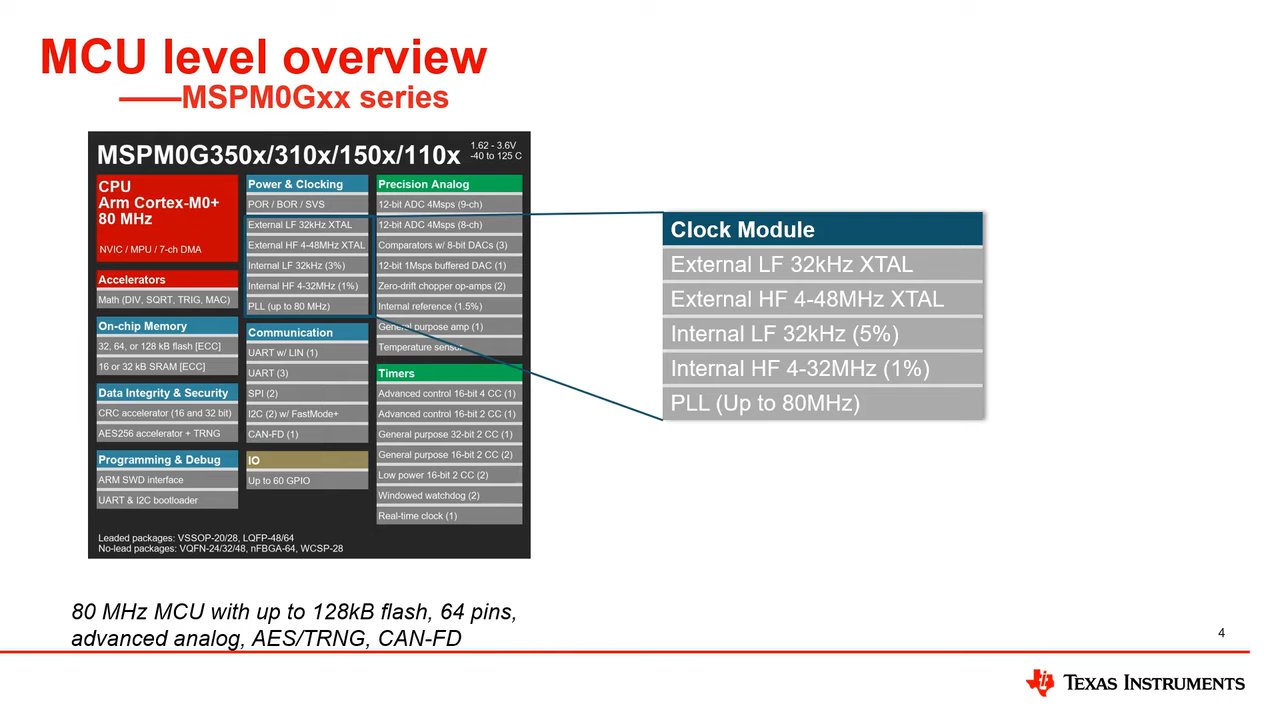 MCU level overview
——MSPM0Gxx series
MSPM0G350x/310x/150x/110x
1.62 - 3.6V
-40 to 125 C
CPU
Arm Cortex-M0+
80 MHz
NVIC / MPU / 7-ch DMA
Accelerators
Math (DIV, SQRT, TRIG, MAC)
On-chip Memory
32, 64, or 128 kB flash [ECC]
16 or 32 kB SRAM [ECC]
Data Integrity & Security
CRC accelerator (16 and 32 bit)
AES256 accelerator + TRNG
Programming & Debug
ARM SWD interface
UART & I2C bootloader
Power & Clocking
POR / BOR / SVS
External LF 32kHz XTAL
External HF 4-48MHz XTAL
Internal LF 32kHz (3%)
Internal HF 4-32MHz (1%)
PLL (up to 80 MHz)
Communication
UART w/ LIN (1)
UART (3)
SPI (2)
I2C (2) w/ FastMode+
CAN-FD (1)
IO
Up to 60 GPIO
Precision Analog
12-bit ADC 4Msps (9-ch)
12-bit ADC 4Msps (8-ch)
Comparators w/ 8-bit DACs (3)
12-bit 1Msps buffered DAC (1)
Zero-drift chopper op-amps (2)
Internal reference (1.5%)
General purpose amp (1)
Temperature sensor
Timers
Advanced control 16-bit 4 CC (1)
Advanced control 16-bit 2 CC (1)
General purpose 32-bit 2 CC (1)
General purpose 16-bit 2 CC (2)
Low power 16-bit 2 CC (2)
Windowed watchdog (2)
Real-time clock (1)
Leaded packages: VSSOP-20/28, LQFP-48/64
No-lead packages: VQFN-24/32/48, nFBGA-64, WCSP-28
Clock Module
External LF 32kHz XTAL
External HF 4-48MHz XTAL
Internal LF 32kHz (5%)
Internal HF 4-32MHz (1%)
PLL (Up to 80MHz)
80 MHz MCU with up to 128kB flash, 64 pins,
advanced analog, AES/TRNG, CAN-FD
4
TEXAS INSTRUMENTS